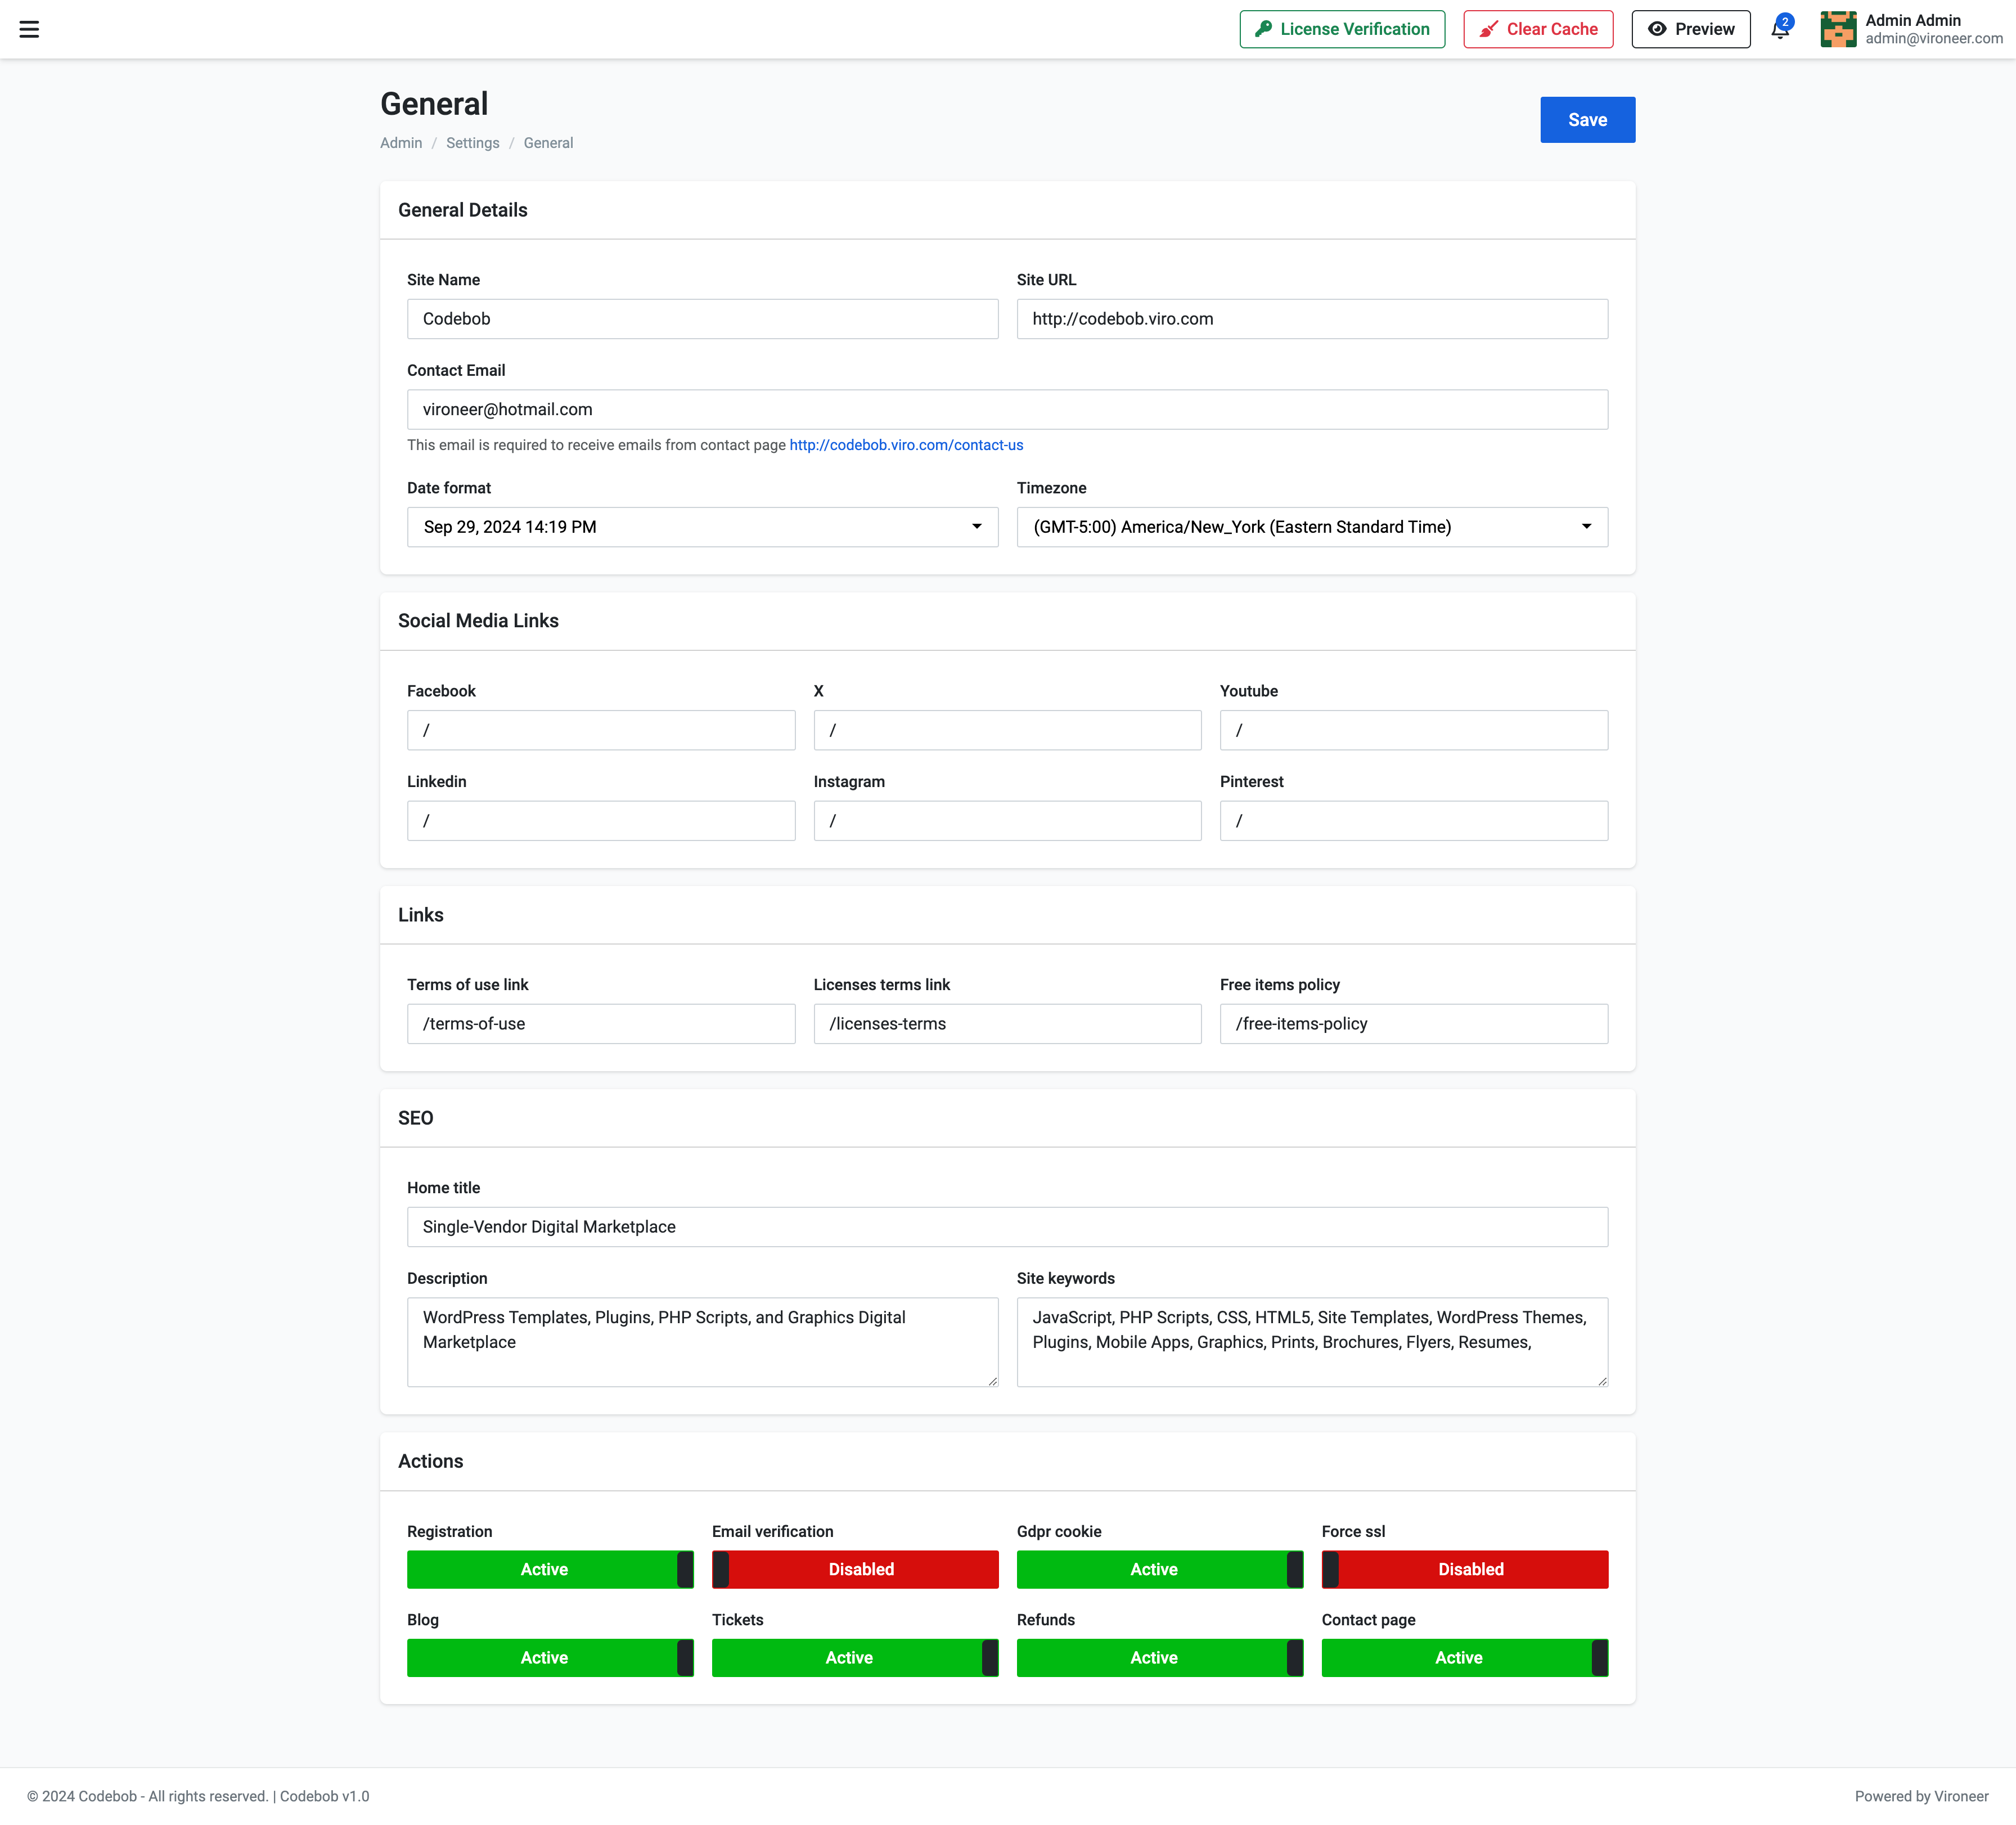 License Verification
Clear Cache
Preview
2
Admin Admin
admin@vironeer.com
General
Admin / Settings / General
Save
General Details
Site Name
Site URL
Codebob
http://codebob.viro.com
Contact Email
vironeer@hotmail.com
This email is required to receive emails from contact page http://codebob.viro.com/contact-us
Date format
Timezone
Sep 29, 2024 14:19 PM
(GMT-5:00) America/New_York (Eastern Standard Time)
Social Media Links
Facebook
X
Youtube
/
/
/
Linkedin
Instagram
Pinterest
/
/
/
Links
Terms of use link
Licenses terms link
Free items policy
/terms-of-use
/licenses-terms
/free-items-policy
SEO
Home title
Single-Vendor Digital Marketplace
Description
WordPress Templates, Plugins, PHP Scripts, and Graphics Digital
Marketplace
Site keywords
JavaScript, PHP Scripts, CSS, HTML5, Site Templates, WordPress Themes,
Plugins, Mobile Apps, Graphics, Prints, Brochures, Flyers, Resumes,
Actions
Registration
Email verification
Gdpr cookie
Force ssl
Active
Disabled
Active
Disabled
Blog
Tickets
Refunds
Contact page
Active
Active
Active
Active
© 2024 Codebob - All rights reserved. | Codebob v1.0
Powered by Vironeer